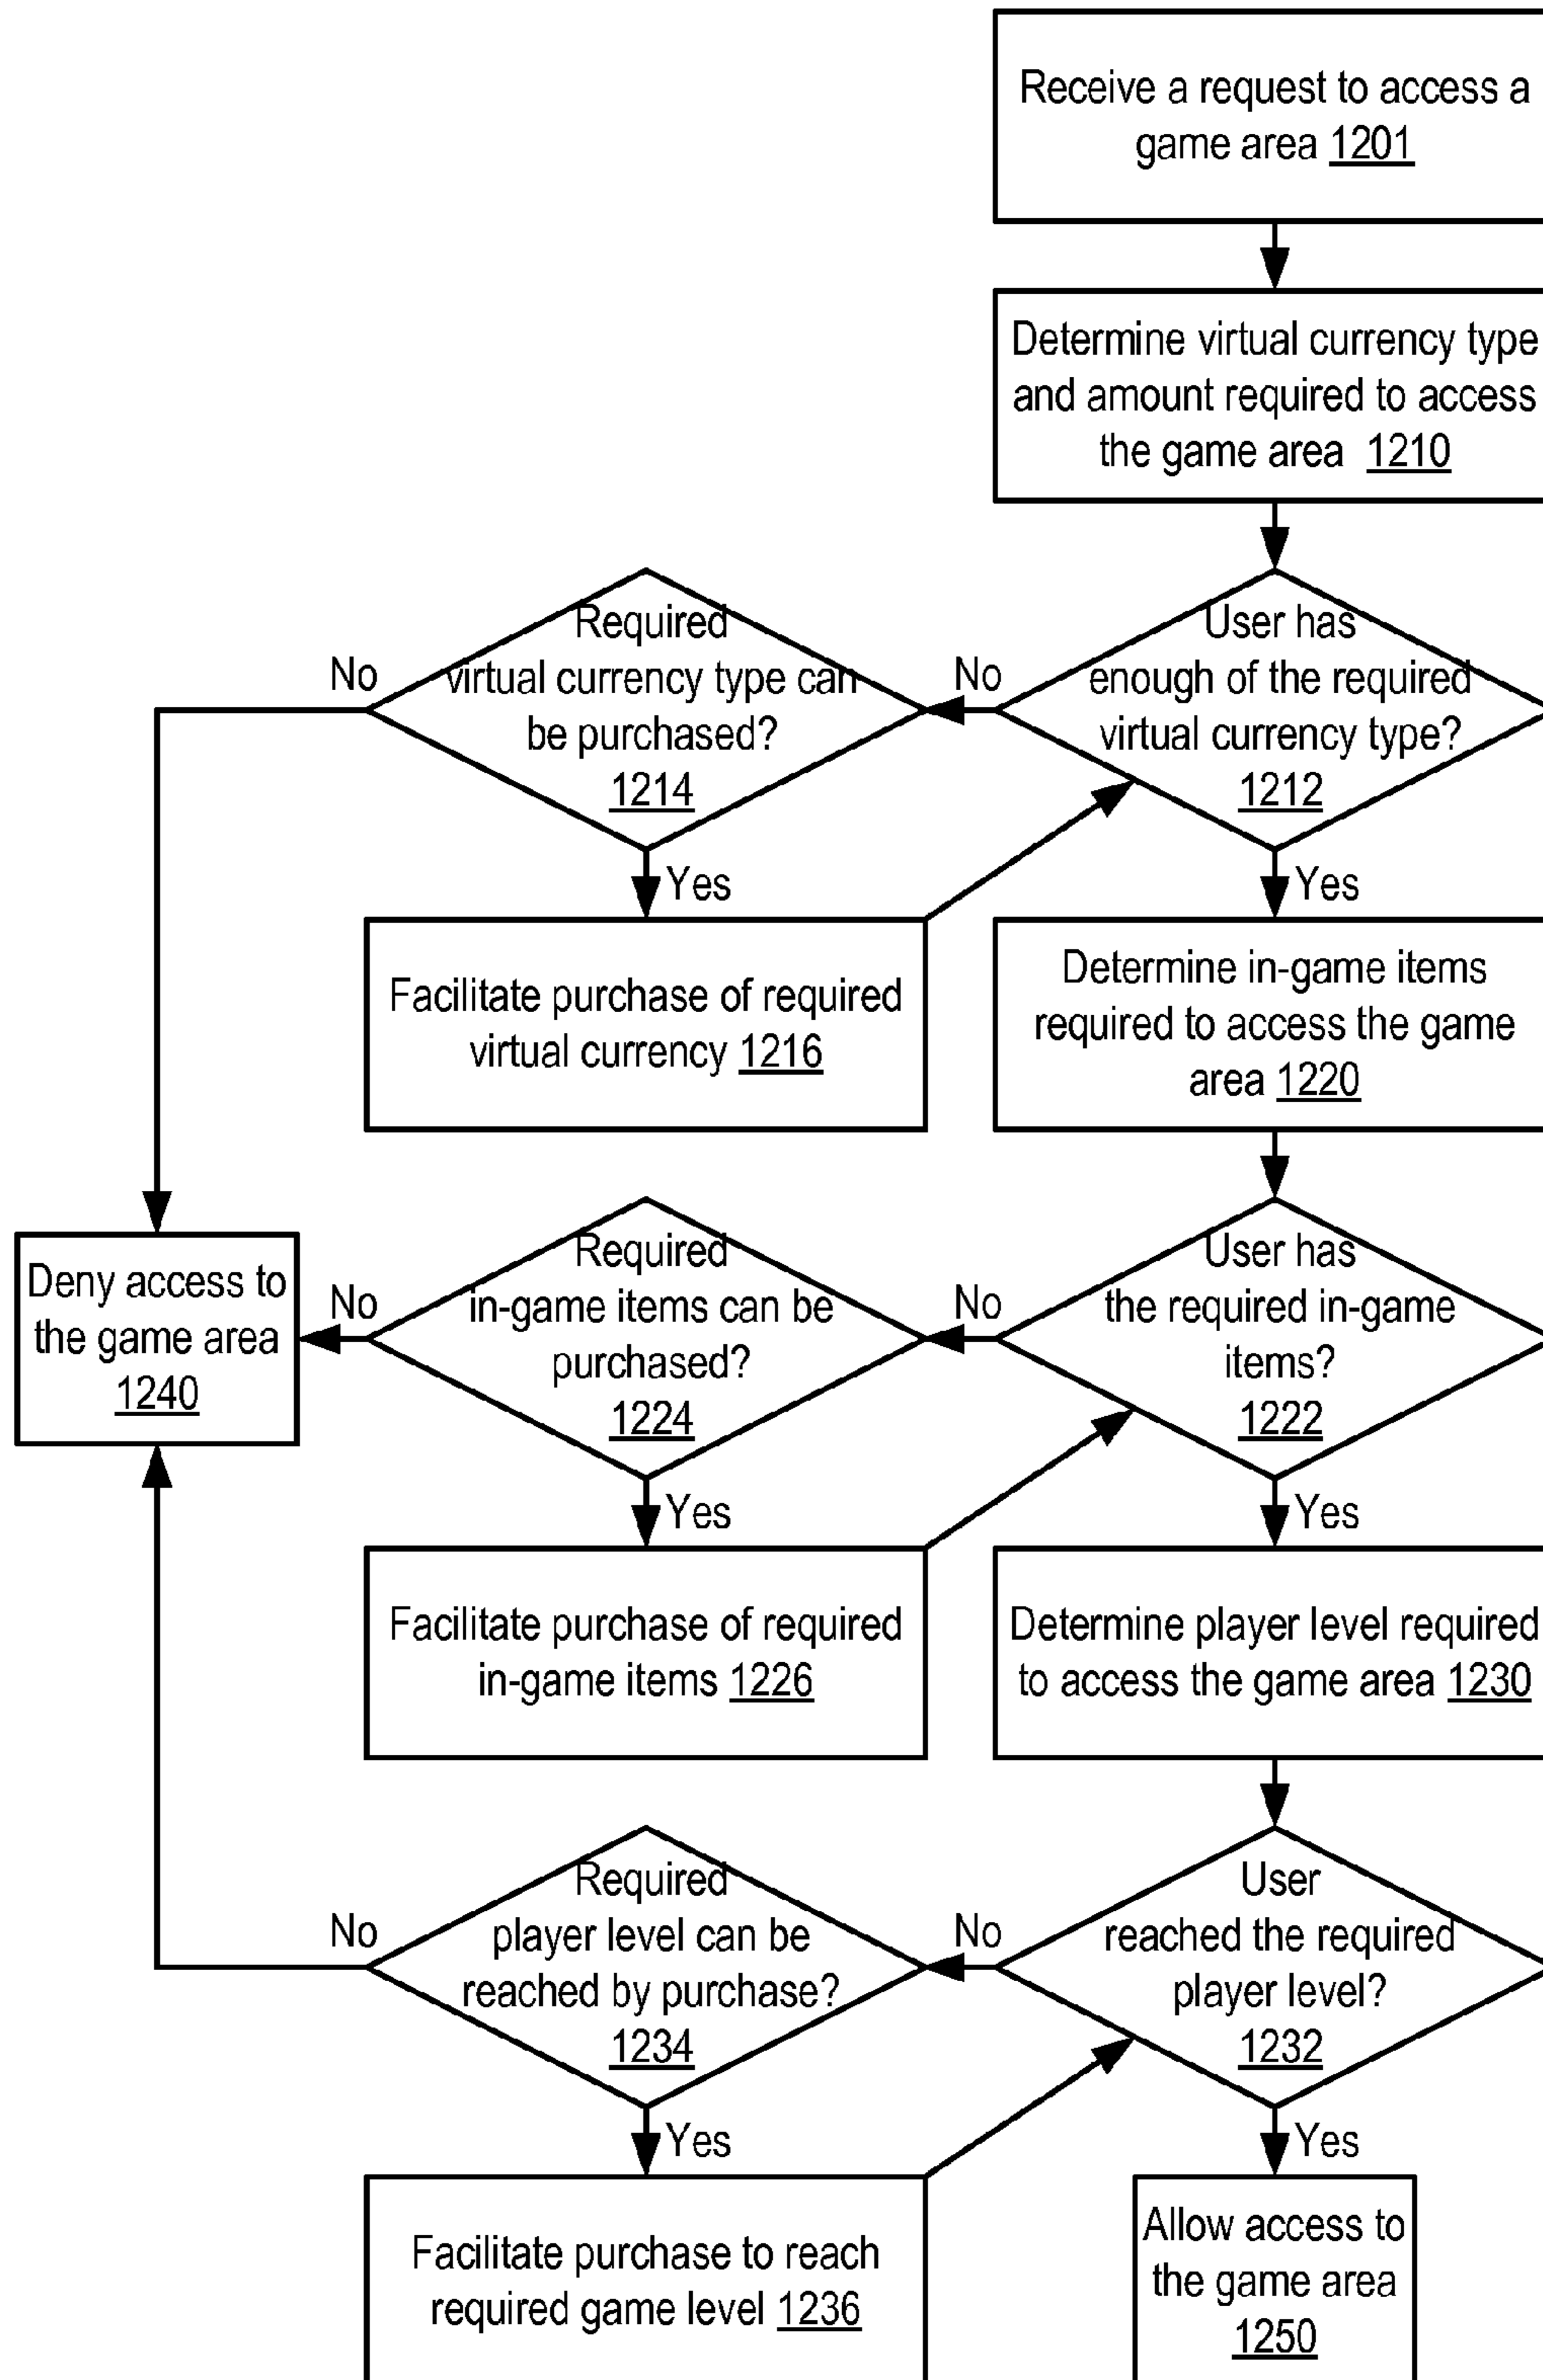 Receive a request to access a
game area 1201
Determine virtual currency type
and amount required to access
the game area 1210
User has
enough of the required
virtual currency type?
1212
No
Yes
Required
virtual currency type can
be purchased?
1214
No
Yes
Facilitate purchase of required
virtual currency 1216
Determine in-game items
required to access the game
area 1220
User has
the required in-game
items?
1222
No
Yes
Required
in-game items can be
purchased?
1224
No
Yes
Deny access to
the game area
1240
Facilitate purchase of required
in-game items 1226
Determine player level required
to access the game area 1230
User
reached the required
player level?
1232
No
Yes
Required
player level can be
reached by purchase?
1234
No
Yes
Facilitate purchase to reach
required game level 1236
Allow access to
the game area
1250